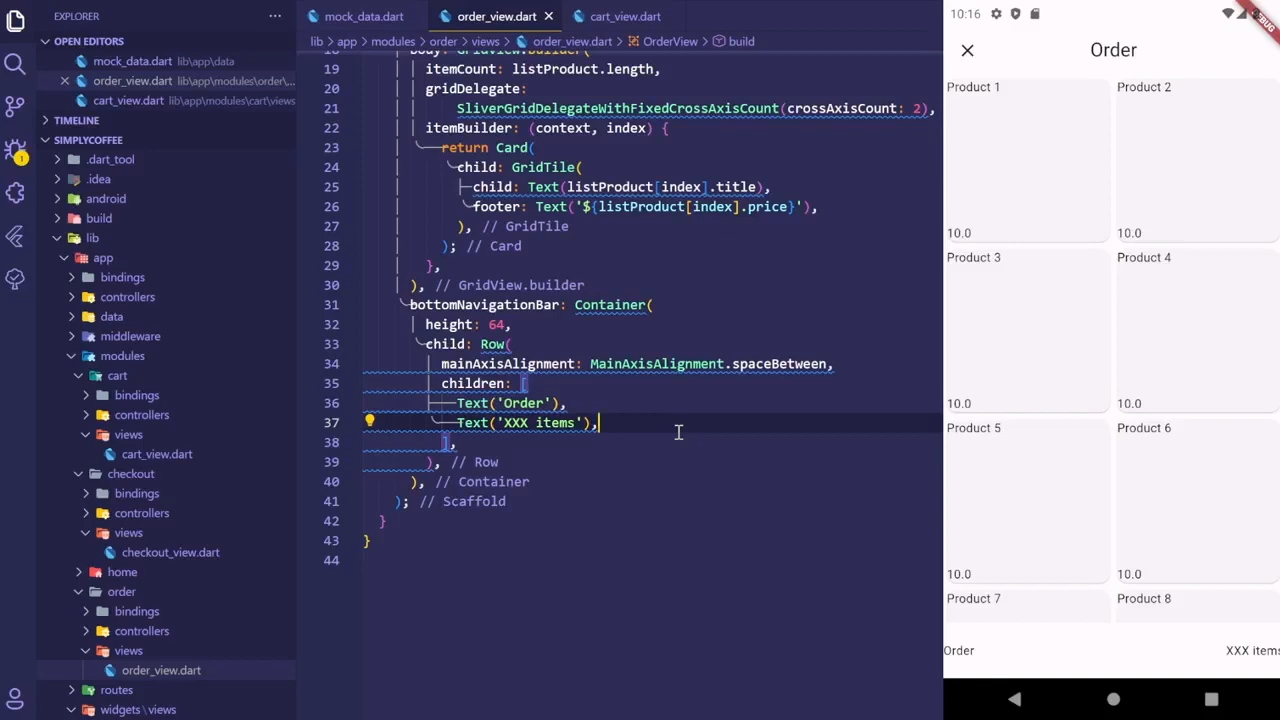 EXPLORER
OPEN EDITORS
mock_data.dart lib\app\data
order_view.dart lib\app\modules\order\...
cart_view.dart lib\app\modules\cart\views
TIMELINE
SIMPLYCOFFEE
.dart_tool
.idea
android
build
lib
app
bindings
controllers
data
middleware
modules
cart
bindings
controllers
views
cart_view.dart
checkout
bindings
controllers
views
checkout_view.dart
home
order
bindings
controllers
views
order_view.dart
routes
widgets\views
1
mock_data.dart
order_view.dart
cart_view.dart
lib > app > modules > order > views > order_view.dart > OrderView > build
18 body: GridView.builder(
19 itemCount: listProduct.length,
20 gridDelegate:
21 SliverGridDelegateWithFixedCrossAxisCount(crossAxisCount: 2),
22 itemBuilder: (context, index) {
23 return Card(
24 child: GridTile(
25 child: Text(listProduct[index].title),
26 footer: Text('${listProduct[index].price}'),
27 ), // GridTile
28 ); // Card
29 },
30 ), // GridView.builder
31 bottomNavigationBar: Container(
32 height: 64,
33 child: Row(
34 mainAxisAlignment: MainAxisAlignment.spaceBetween,
35 children: [
36 Text('Order'),
37 Text('XXX items'),
38 ],
39 ), // Row
40 ), // Container
41 ); // Scaffold
42 }
43 }
44
10:16
DEBUG
Order
Product 1
Product 2
10.0
10.0
Product 3
Product 4
10.0
10.0
Product 5
Product 6
10.0
10.0
Product 7
Product 8
Order
XXX items